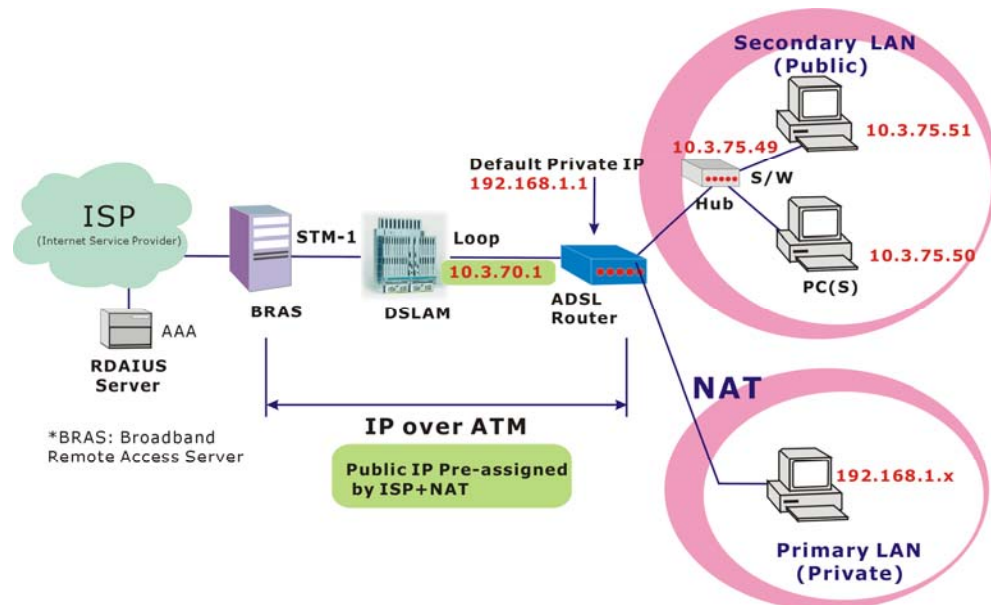 Secondary LAN
(Public)
10.3.75.51
10.3.75.49
S/W
Hub
10.3.75.50
PC(S)
Default Private IP
192.168.1.1
ISP
(Internet Service Provider)
STM-1
Loop
10.3.70.1
BRAS
DSLAM
ADSL
Router
AAA
RDAIUS
Server
*BRAS: Broadband
Remote Access Server
IP over ATM
Public IP Pre-assigned
by ISP+NAT
NAT
192.168.1.x
Primary LAN
(Private)